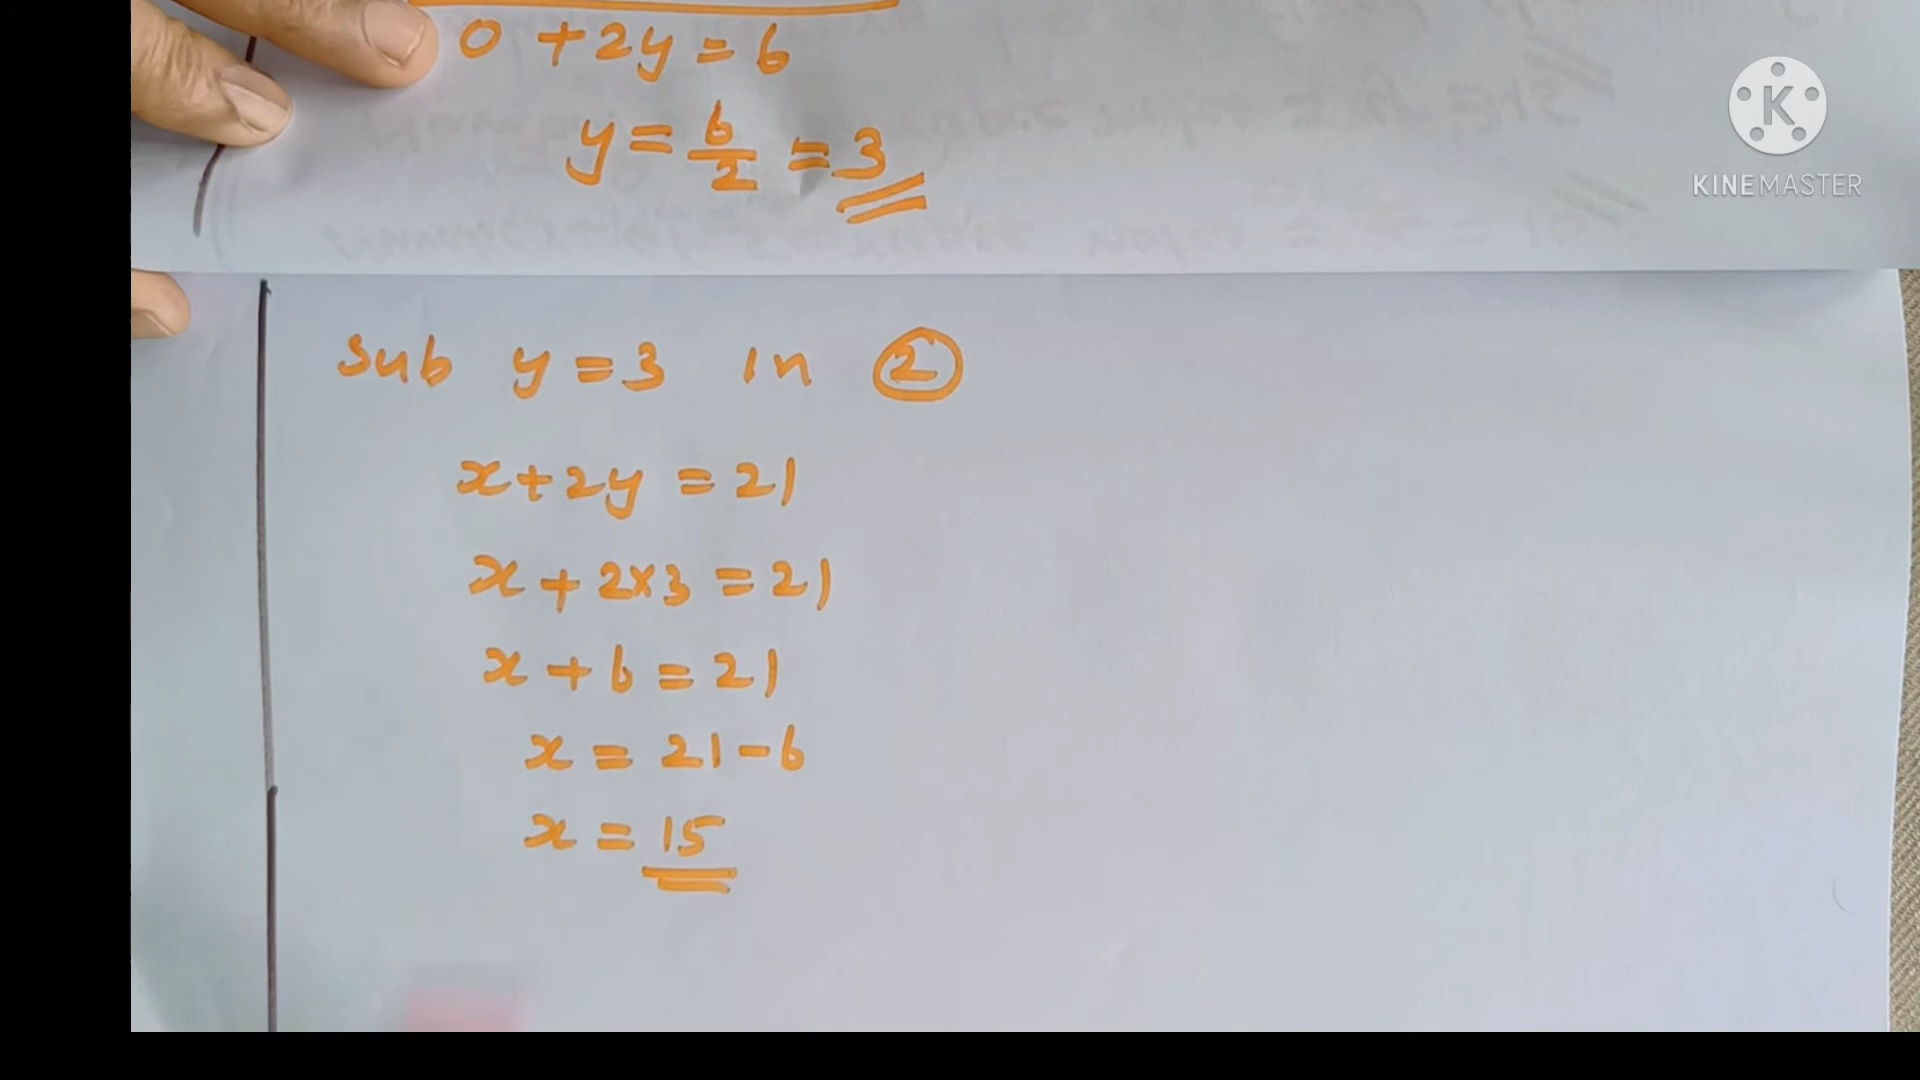 0 + 2y = 6
y = 6/2 = 3
K
KINEMASTER
Sub y = 3 in ②
x + 2y = 21
x + 2×3 = 21
x + 6 = 21
x = 21 - 6
x = 15